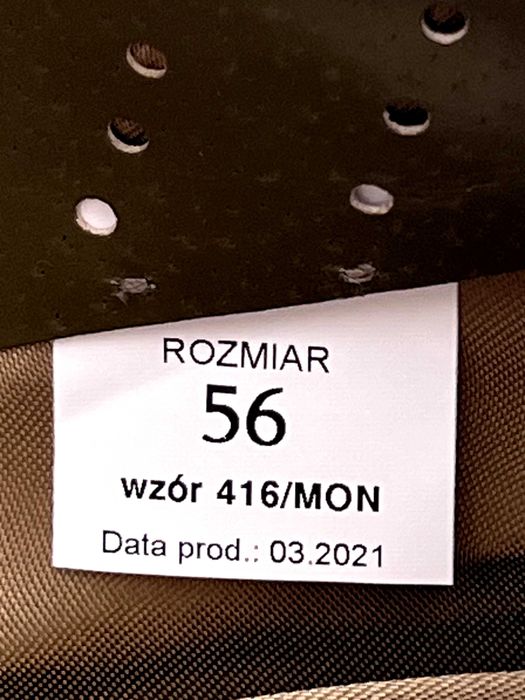 ROZMIAR
56
wzór 416/MON
Data prod.: 03.2021